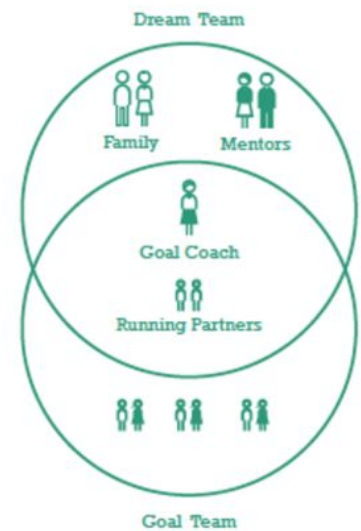 Dream Team
Family
Mentors
Goal Coach
Running Partners
Goal Team